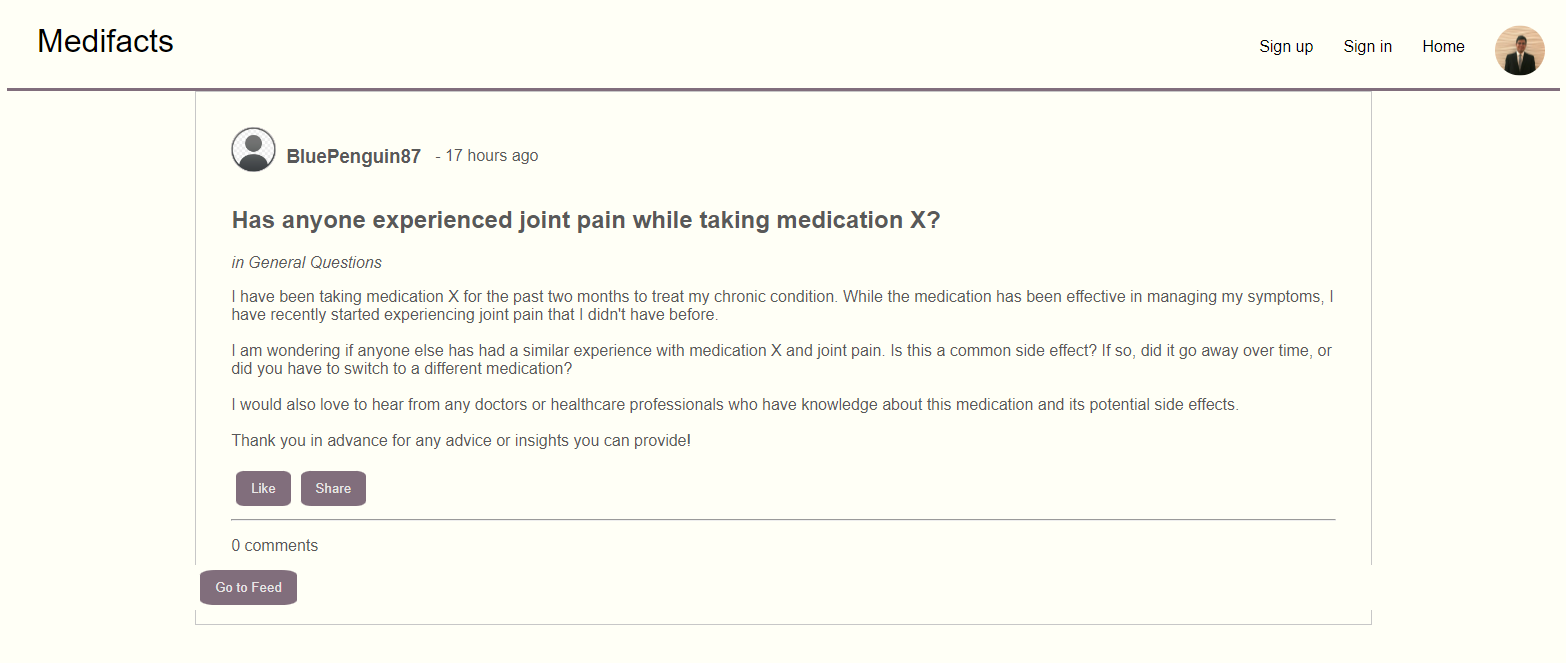 Medifacts
Sign up Sign in Home
BluePenguin87 - 17 hours ago
Has anyone experienced joint pain while taking medication X?
in General Questions
I have been taking medication X for the past two months to treat my chronic condition. While the medication has been effective in managing my symptoms, I
have recently started experiencing joint pain that I didn't have before.
I am wondering if anyone else has had a similar experience with medication X and joint pain. Is this a common side effect? If so, did it go away over time, or
did you have to switch to a different medication?
I would also love to hear from any doctors or healthcare professionals who have knowledge about this medication and its potential side effects.
Thank you in advance for any advice or insights you can provide!
Like Share
0 comments
Go to Feed